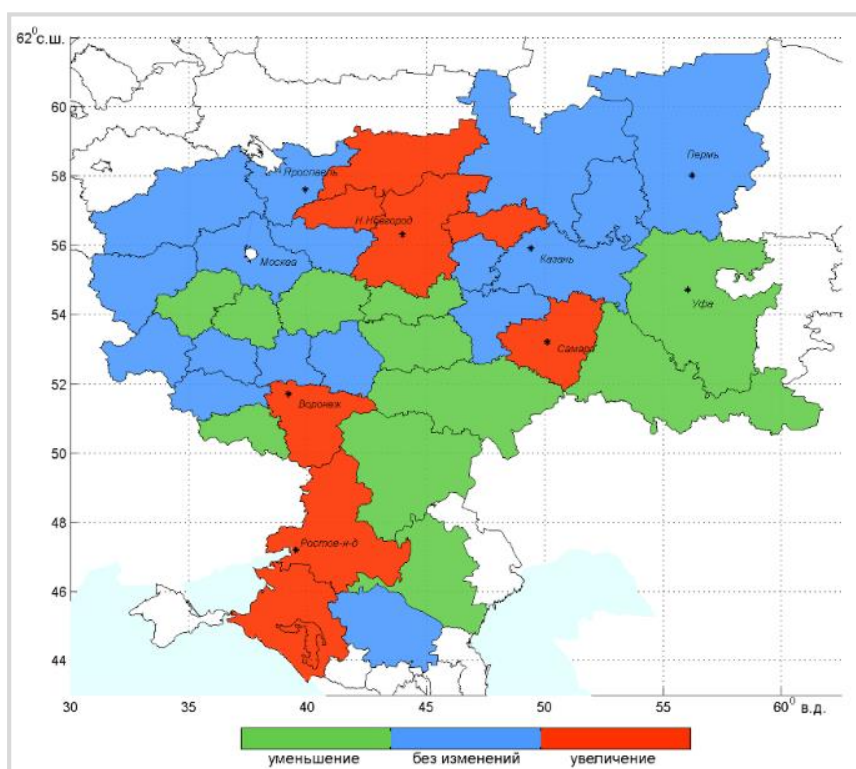 62⁰ с.ш.
60
Пермь
58
Ярославль
Н.Новгород
56
Москва
Казань
54
Уфа
Самара
52
Воронеж
50
48
Ростов-н-д
46
44
30 35 40 45 50 55 60⁰ в.д.
уменьшение без изменений увеличение